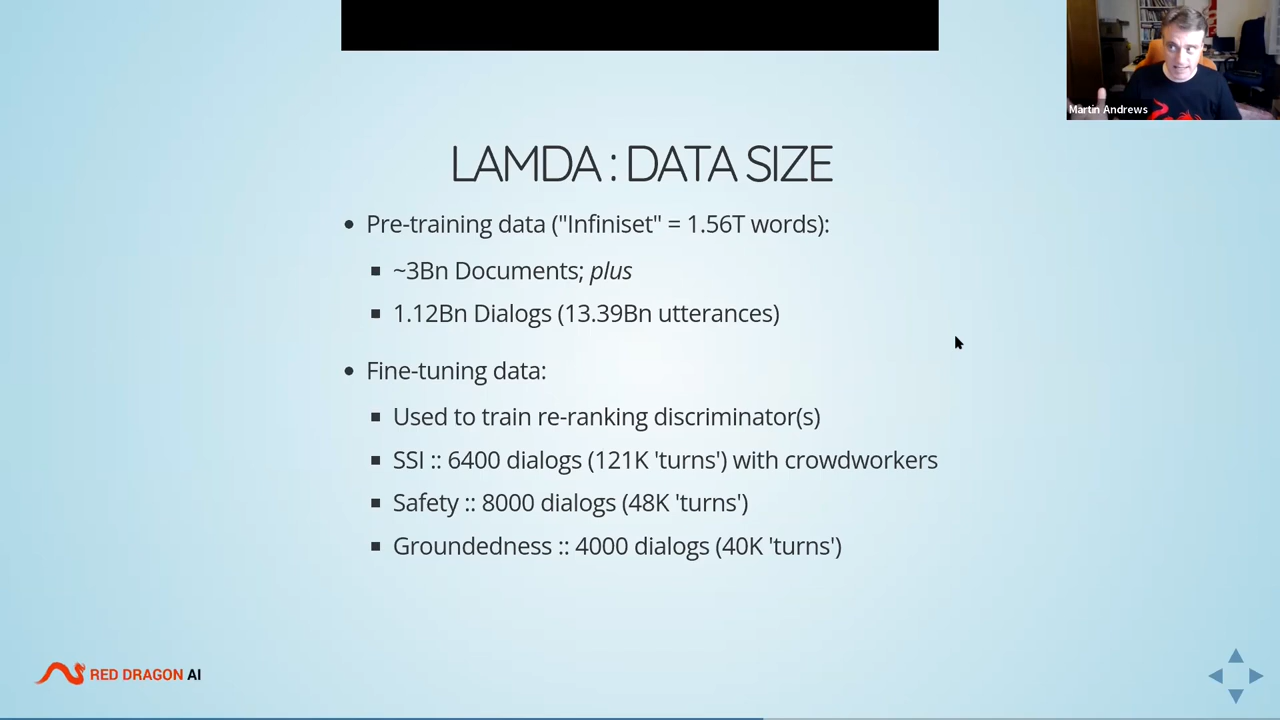 Martin Andrews
LAMDA : DATA SIZE
Pre-training data ("Infiniset" = 1.56T words):
~3Bn Documents; plus
1.12Bn Dialogs (13.39Bn utterances)
Fine-tuning data:
Used to train re-ranking discriminator(s)
SSI :: 6400 dialogs (121K 'turns') with crowdworkers
Safety :: 8000 dialogs (48K 'turns')
Groundedness :: 4000 dialogs (40K 'turns')
RED DRAGON AI